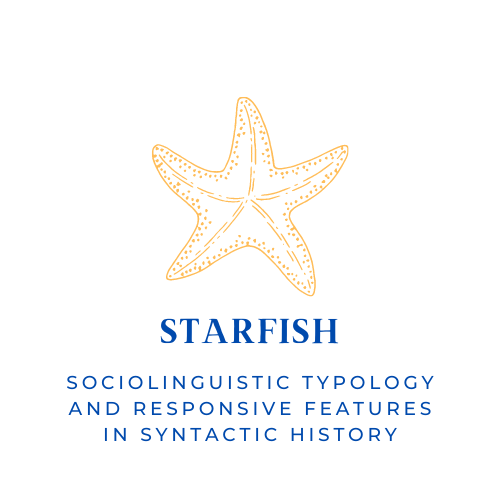 STARFISH
SOCIOLINGUISTIC TYPOLOGY
AND RESPONSIVE FEATURES
IN SYNTACTIC HISTORY